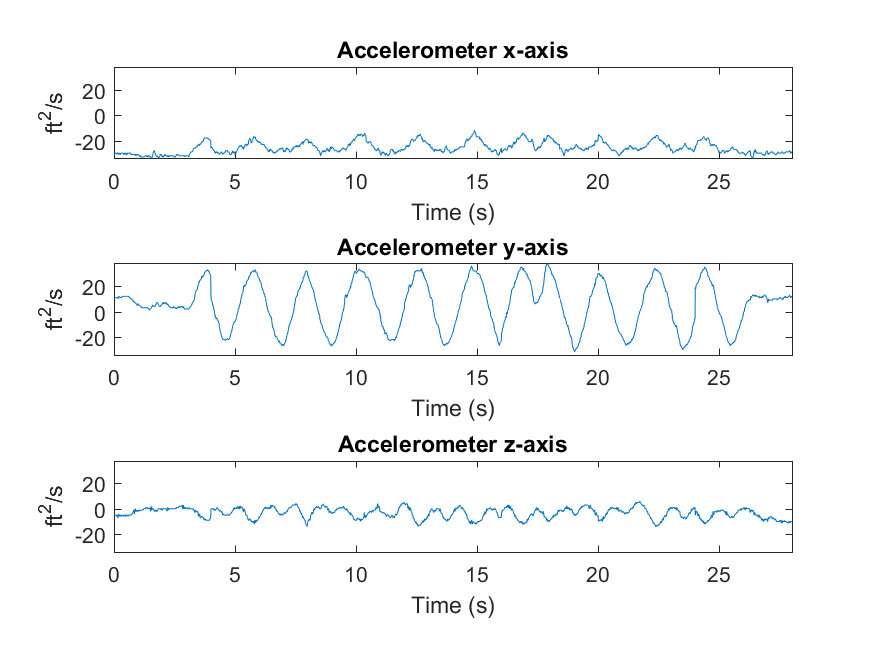 Accelerometer x-axis
ft²/s
20
0
-20
0 5 10 15 20 25
Time (s)
Accelerometer y-axis
ft²/s
20
0
-20
0 5 10 15 20 25
Time (s)
Accelerometer z-axis
ft²/s
20
0
-20
0 5 10 15 20 25
Time (s)